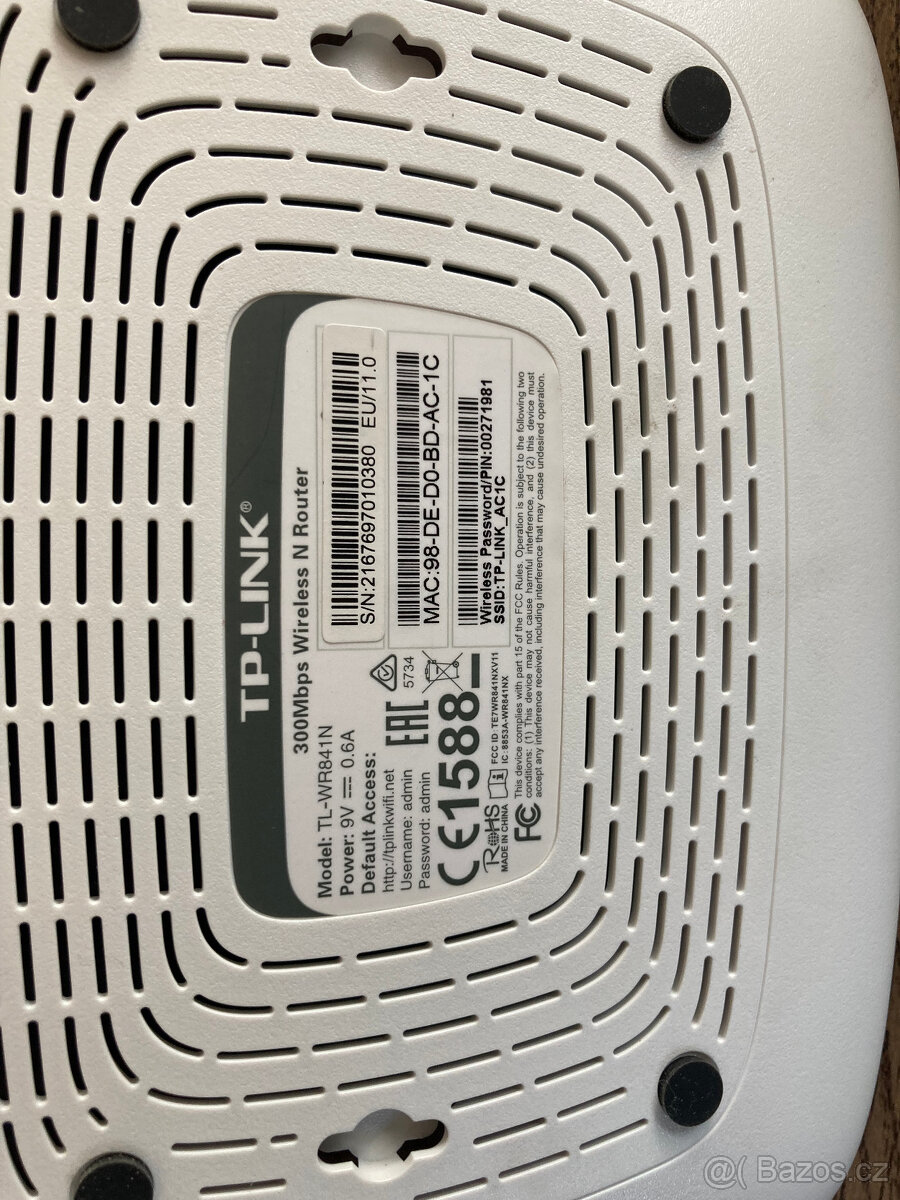 TP-LINK®
300Mbps Wireless N Router
Model: TL-WR841N
Power: 9V ⎓ 0.6A
Default Access:
http://tplinkwifi.net
Username: admin
Password: admin
S/N:2167697010380 EU/11.0
MAC:98-DE-D0-BD-AC-1C
Wireless Password/PIN:00271981
SSID:TP-LINK_AC1C
EAC
5734
CE1588
RoHS
MADE IN CHINA
FCC ID: TE7WR841NXV11
IC: 8853A-WR841NX
FC
This device complies with part 15 of the FCC Rules. Operation is subject to the following two
conditions: (1) This device may not cause harmful interference, and (2) this device must
accept any interference received, including interference that may cause undesired operation.
@( Bazos.cz